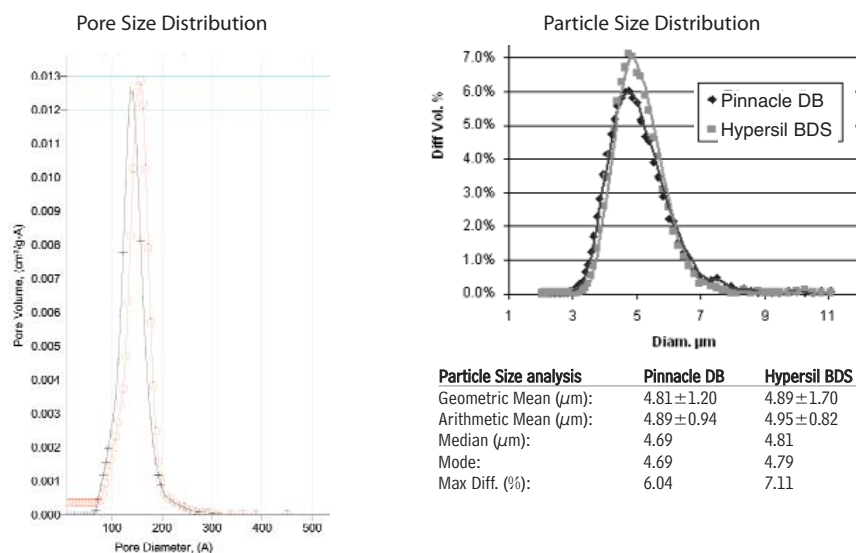 Pore Size Distribution
0.013
0.012
0.011
0.010
0.009
0.008
0.007
0.006
0.005
0.004
0.003
0.002
0.001
0.000
Pore Volume, (cm³/g-A)
100 200 300 400 500
Pore Diameter, (A)
Particle Size Distribution
7.0%
6.0%
5.0%
4.0%
3.0%
2.0%
1.0%
0.0%
Diff Vol. %
Pinnacle DB
Hypersil BDS
1 3 5 7 9 11
Diam. µm
Particle Size analysis Pinnacle DB Hypersil BDS
Geometric Mean (µm): 4.81±1.20 4.89±1.70
Arithmetic Mean (µm): 4.89±0.94 4.95±0.82
Median (µm): 4.69 4.81
Mode: 4.69 4.79
Max Diff. (%): 6.04 7.11